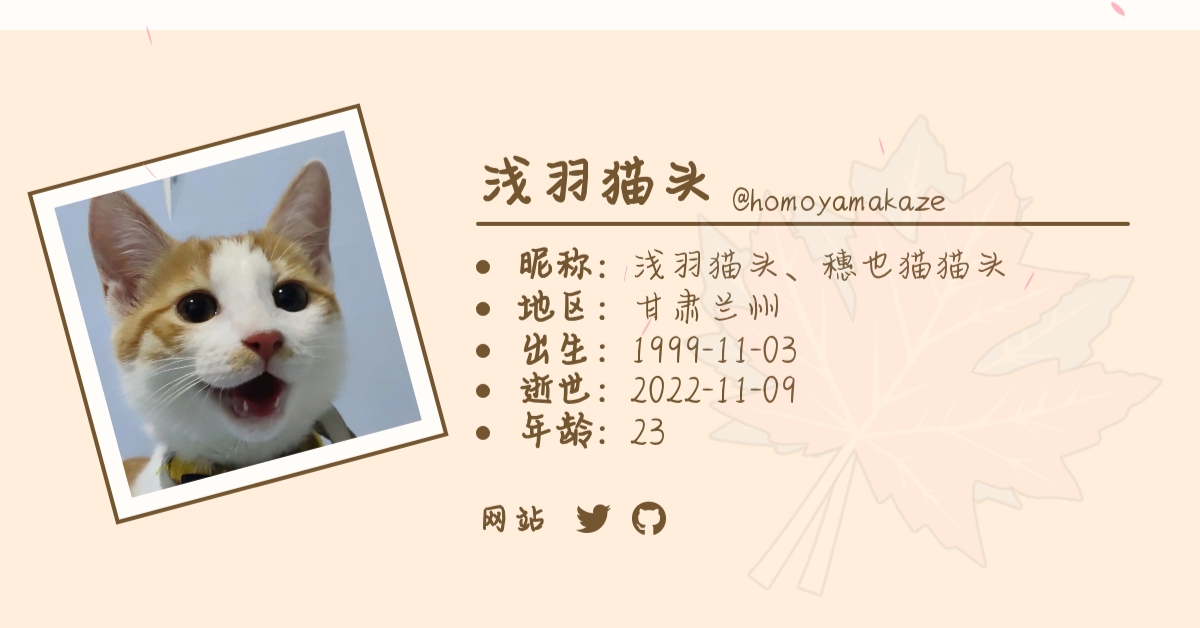 浅羽猫头 @homoyamakaze
昵称：浅羽猫头、穗也猫猫头
地区：甘肃兰州
出生：1999-11-03
逝世：2022-11-09
年龄：23
网站